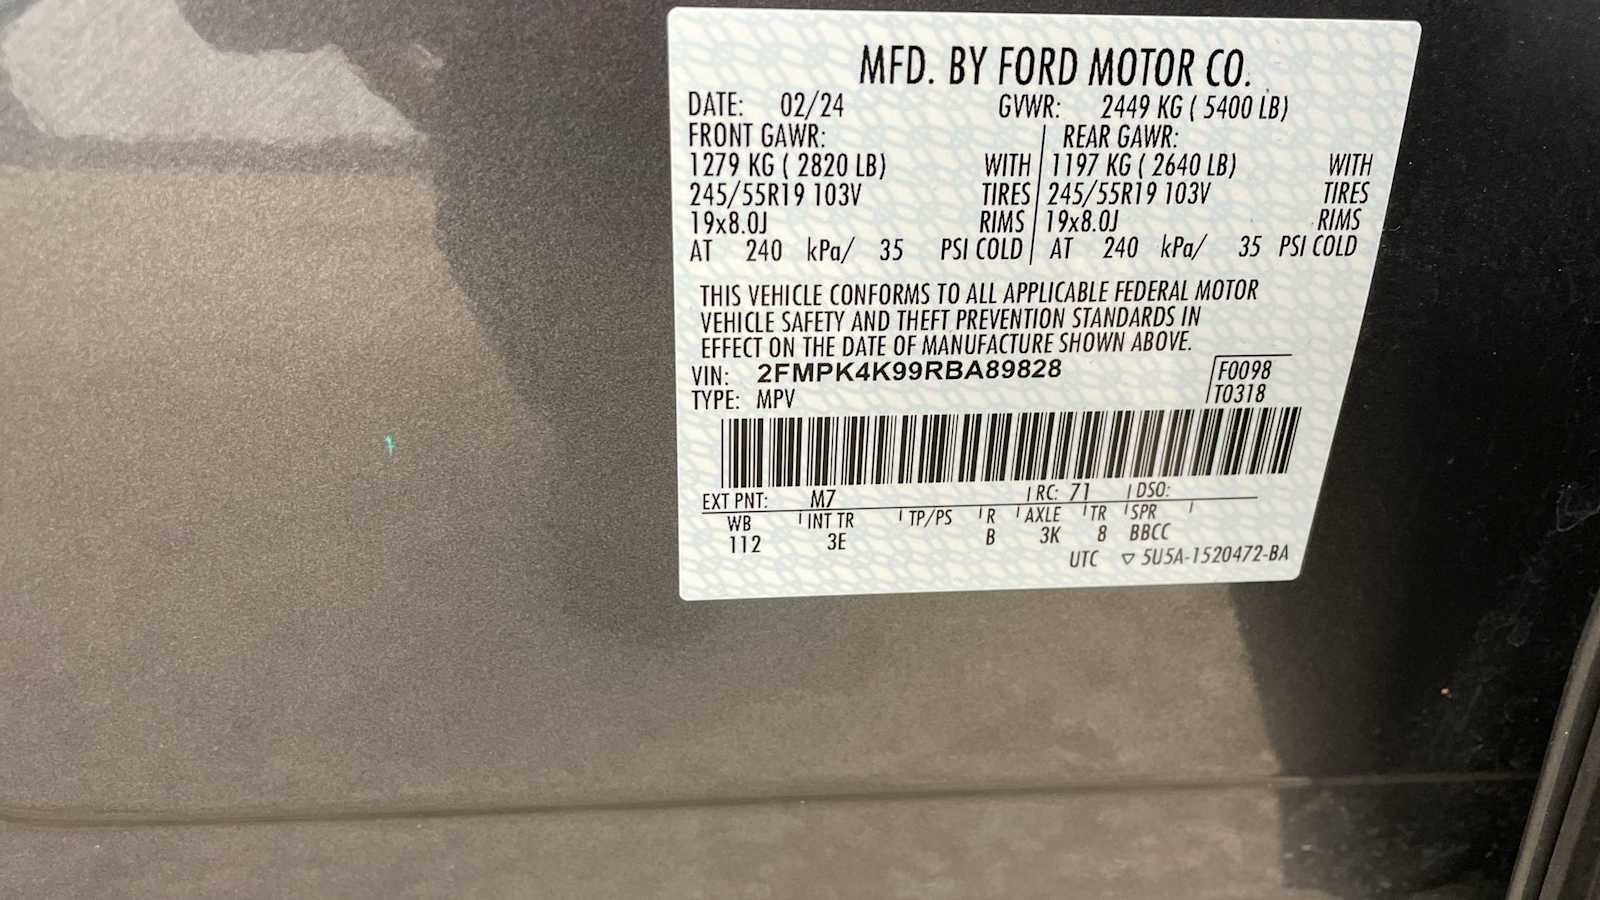 MFD. BY FORD MOTOR CO.
DATE: 02/24 GVWR: 2449 KG ( 5400 LB)
FRONT GAWR: REAR GAWR:
1279 KG ( 2820 LB) WITH 1197 KG ( 2640 LB) WITH
245/55R19 103V TIRES 245/55R19 103V TIRES
19x8.0J RIMS 19x8.0J RIMS
AT 240 kPa/ 35 PSI COLD AT 240 kPa/ 35 PSI COLD
THIS VEHICLE CONFORMS TO ALL APPLICABLE FEDERAL MOTOR
VEHICLE SAFETY AND THEFT PREVENTION STANDARDS IN
EFFECT ON THE DATE OF MANUFACTURE SHOWN ABOVE.
VIN: 2FMPK4K99RBA89828 F0098
TYPE: MPV T0318
EXT PNT: M7 RC: 71 DSO:
WB INT TR TP/PS R AXLE TR SPR
112 3E B 3K 8 BBCC
UTC ▽ 5U5A-1520472-BA